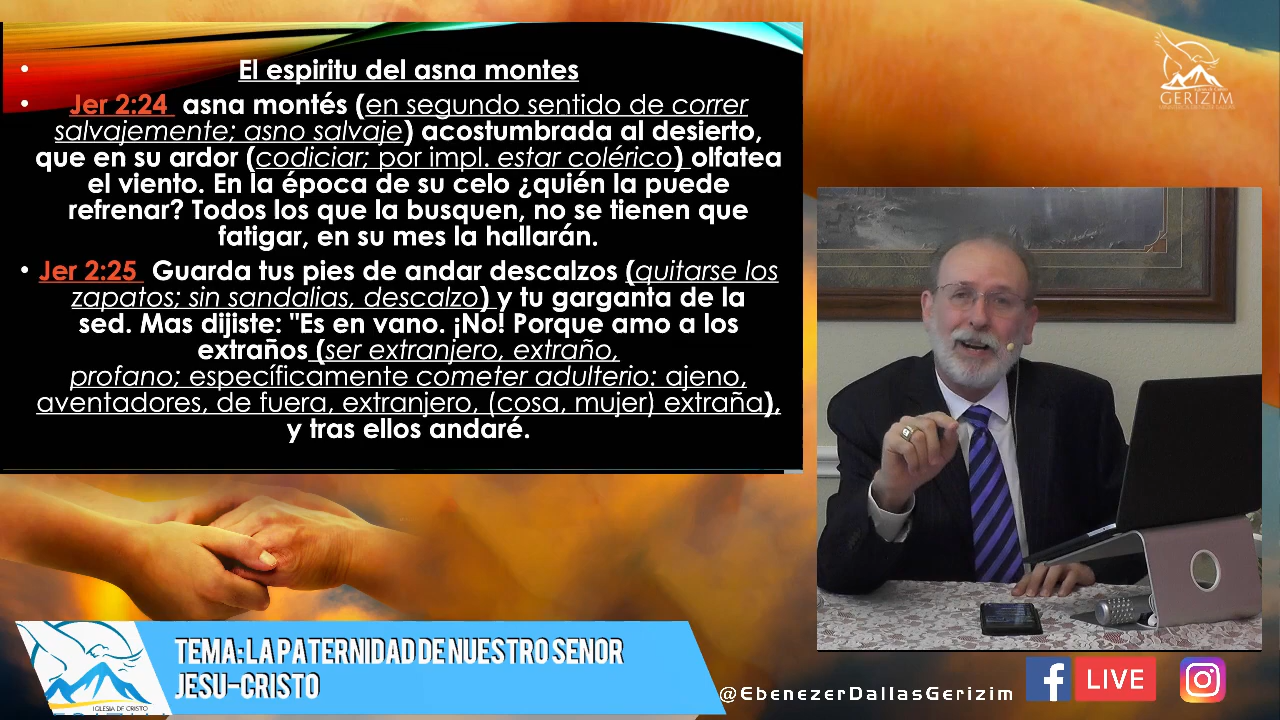 El espiritu del asna montes
Jer 2:24 asna montés (en segundo sentido de correr
salvajemente; asno salvaje) acostumbrada al desierto,
que en su ardor (codiciar; por impl. estar colérico) olfatea
el viento. En la época de su celo ¿quién la puede
refrenar? Todos los que la busquen, no se tienen que
fatigar, en su mes la hallarán.
Jer 2:25 Guarda tus pies de andar descalzos (quitarse los
zapatos; sin sandalias, descalzo) y tu garganta de la
sed. Mas dijiste: "Es en vano. ¡No! Porque amo a los
extraños (ser extranjero, extraño,
profano; específicamente cometer adulterio: ajeno,
aventadores, de fuera, extranjero, (cosa, mujer) extraña),
y tras ellos andaré.
GERIZIM
TEMA: LA PATERNIDAD DE NUESTRO SENOR
JESU-CRISTO
IGLESIA DE CRISTO
@EbenezerDallasGerizim
LIVE